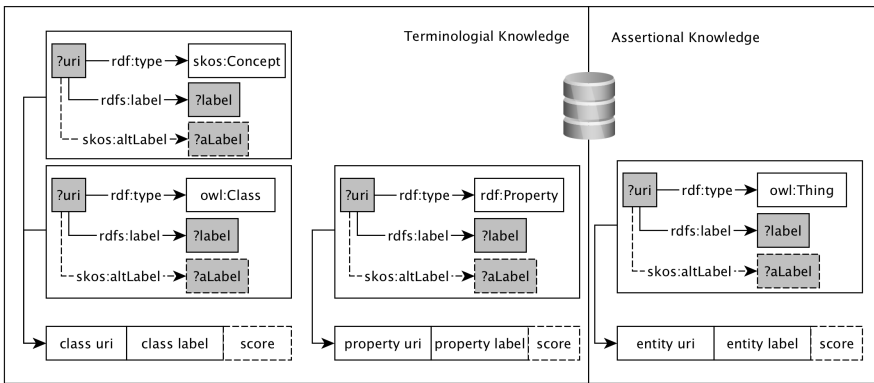 Terminologial Knowledge
Assertional Knowledge
?uri rdf:type skos:Concept
rdfs:label ?label
skos:altLabel ?aLabel
?uri rdf:type owl:Class
rdfs:label ?label
skos:altLabel ?aLabel
class uri class label score
?uri rdf:type rdf:Property
rdfs:label ?label
skos:altLabel ?aLabel
property uri property label score
?uri rdf:type owl:Thing
rdfs:label ?label
skos:altLabel ?aLabel
entity uri entity label score